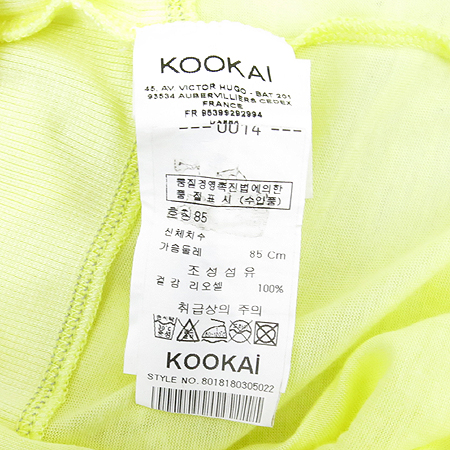 KOOKAI
45, AV. VICTOR HUGO - BAT 201
93534 AUBERVILLIERS CEDEX
FRANCE
FR 95399292994
---0014---
품질경영촉진법에의한
품질표시(수입품)
호칭85
신체치수
가슴둘레 85 Cm
조성섬유
겉감 리오셀 100%
취급상의 주의
KOOKAI
STYLE NO. 8018180305022